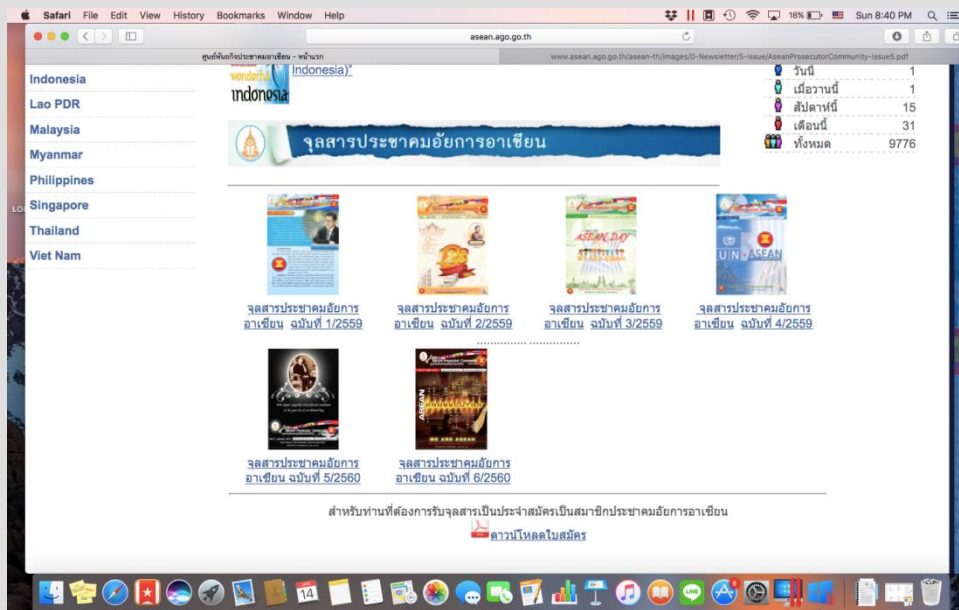 Safari File Edit View History Bookmarks Window Help 18% Sun 8:40 PM
asean.ago.go.th
ศูนย์พันธกิจประชาคมอาเซียน - หน้าแรก
www.asean.ago.go.th/asean-th/images/0-Newsletter/5-issue/AseanProsecutorCommunity-issue5.pdf
Indonesia
Lao PDR
Malaysia
Myanmar
Philippines
Singapore
Thailand
Viet Nam
wonderful
indonesia
Indonesia)"
วันนี้ 1
เมื่อวานนี้ 1
สัปดาห์นี้ 15
เดือนนี้ 31
ทั้งหมด 9776
จุลสารประชาคมอัยการอาเซียน
ASEAN DAY
WE ARE ASEAN
UN ASEAN
จุลสารประชาคมอัยการ
อาเซียน ฉบับที่ 1/2559
จุลสารประชาคมอัยการ
อาเซียน ฉบับที่ 2/2559
จุลสารประชาคมอัยการ
อาเซียน ฉบับที่ 3/2559
จุลสารประชาคมอัยการ
อาเซียน ฉบับที่ 4/2559
ASEAN
WE ARE ASEAN
จุลสารประชาคมอัยการ
อาเซียน ฉบับที่ 5/2560
จุลสารประชาคมอัยการ
อาเซียน ฉบับที่ 6/2560
สำหรับท่านที่ต้องการรับจุลสารเป็นประจำสมัครเป็นสมาชิกประชาคมอัยการอาเซียน
ดาวน์โหลดใบสมัคร
14
LINE
6